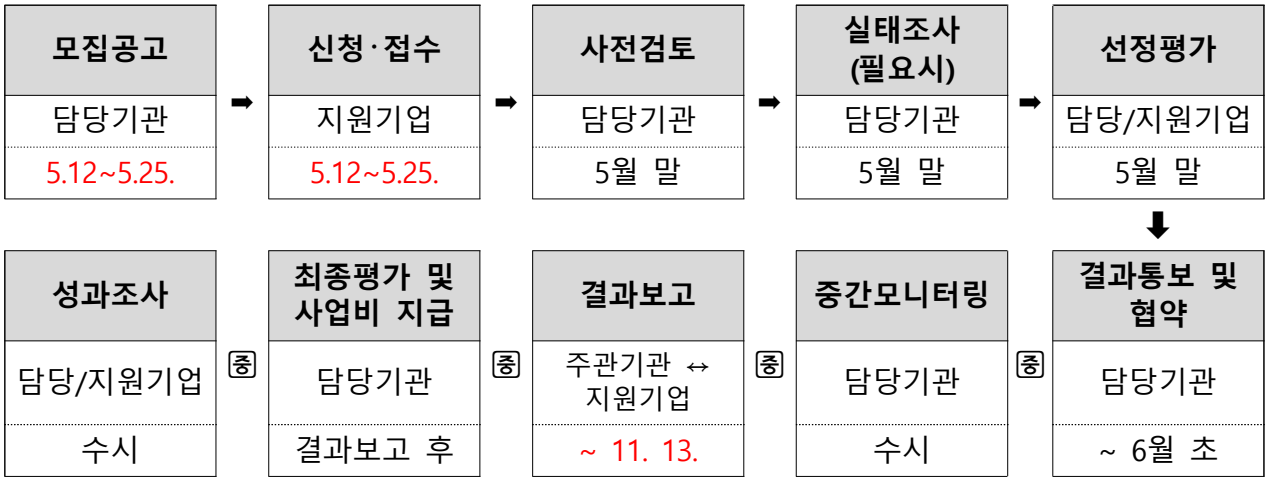 모집공고
담당기관
5.12~5.25.
➡
신청·접수
지원기업
5.12~5.25.
➡
사전검토
담당기관
5월 말
➡
실태조사
(필요시)
담당기관
5월 말
➡
선정평가
담당/지원기업
5월 말
⬇
성과조사
담당/지원기업
수시
중
최종평가 및
사업비 지급
담당기관
결과보고 후
중
결과보고
주관기관 ↔
지원기업
~ 11. 13.
중
중간모니터링
담당기관
수시
중
결과통보 및
협약
담당기관
~ 6월 초